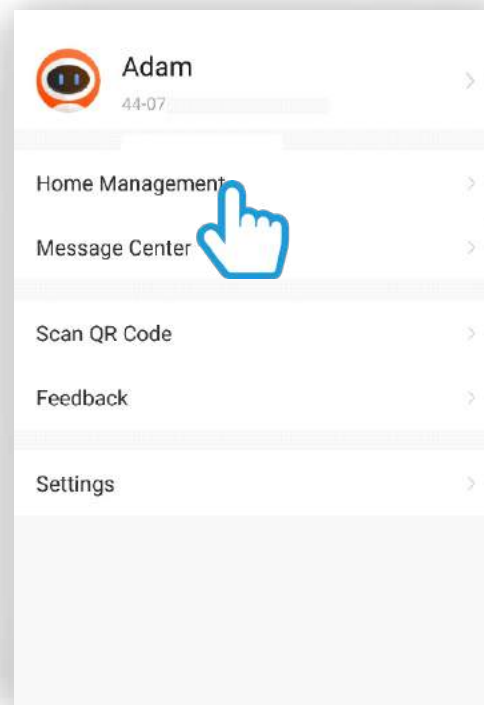 Adam
44-07
Home Management
Message Center
Scan QR Code
Feedback
Settings